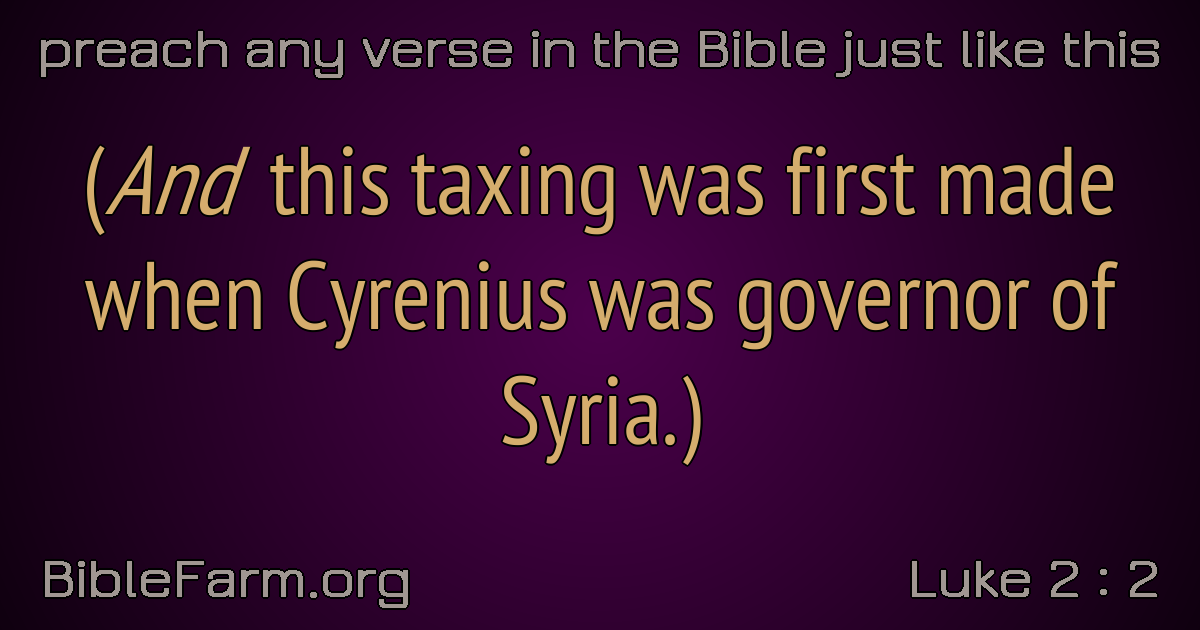 preach any verse in the Bible just like this
(And this taxing was first made
when Cyrenius was governor of
Syria.)
BibleFarm.org
Luke 2 : 2